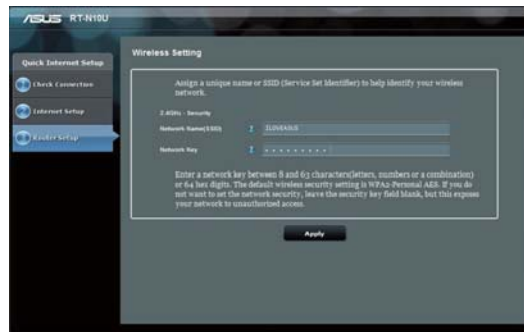 ASUS RT-N10U
Quick Internet Setup
Check Connection
Internet Setup
Router Setup
Wireless Setting
Assign a unique name or SSID (Service Set Identifier) to help identify your wireless
network.
2.4GHz - Security
Network Name(SSID)
ILOVEASUS
Network Key
Enter a network key between 8 and 63 characters(letters, numbers or a combination)
or 64 hex digits. The default wireless security setting is WPA2-Personal AES. If you do
not want to set the network security, leave the security key field blank, but this exposes
your network to unauthorized access.
Apply